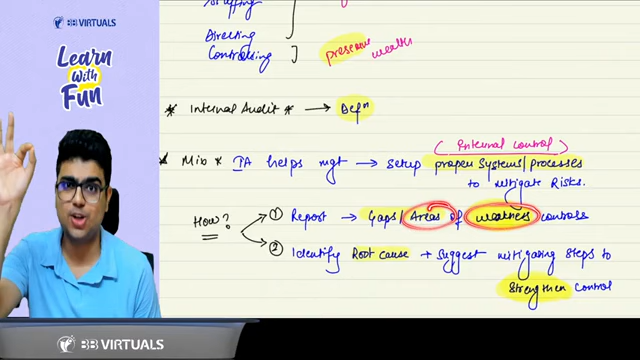 BB VIRTUALS
Learn
With
Fun
Staffing
Directing
Controlling ] preserve wealth
* Internal Audit * → Defⁿ
(Internal control)
* Mib * IA helps mgt → setup proper systems/processes
to mitigate Risks.
How? ① Report → Gaps/Areas of weakness controls
② Identify Root cause + Suggest mitigating steps to
Strengthen control
BB VIRTUALS